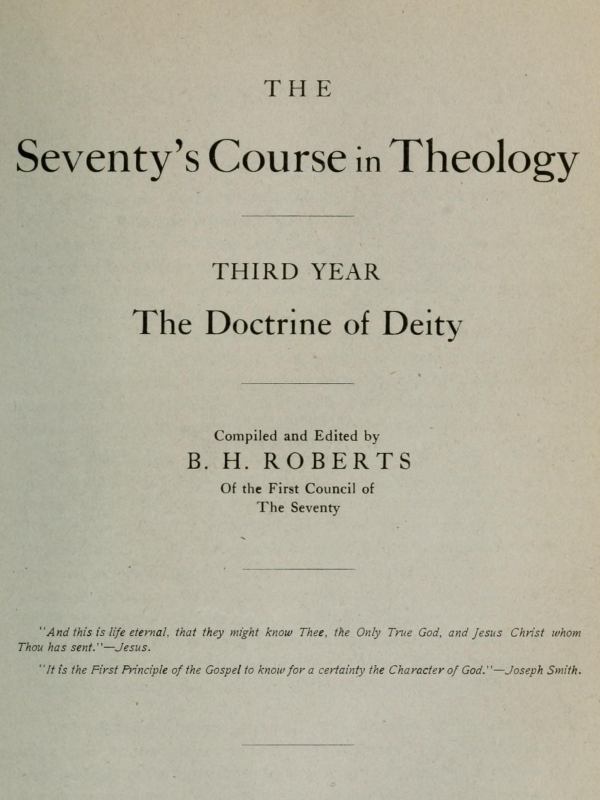 THE
Seventy's Course in Theology
THIRD YEAR
The Doctrine of Deity
Compiled and Edited by
B. H. ROBERTS
Of the First Council of
The Seventy
"And this is life eternal, that they might know Thee, the Only True God, and Jesus Christ whom
Thou has sent."—Jesus.
"It is the First Principle of the Gospel to know for a certainty the Character of God."—Joseph Smith.